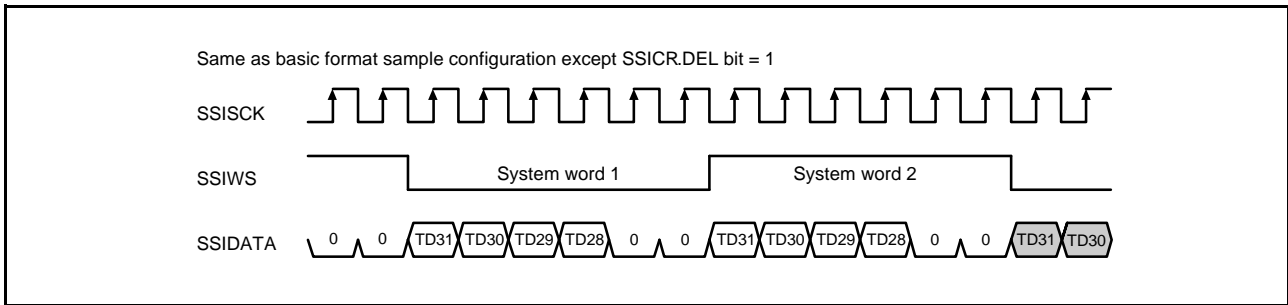 Same as basic format sample configuration except SSICR.DEL bit = 1
SSISCK
SSIWS System word 1 System word 2
SSIDATA 0 0 TD31 TD30 TD29 TD28 0 0 TD31 TD30 TD29 TD28 0 0 TD31 TD30